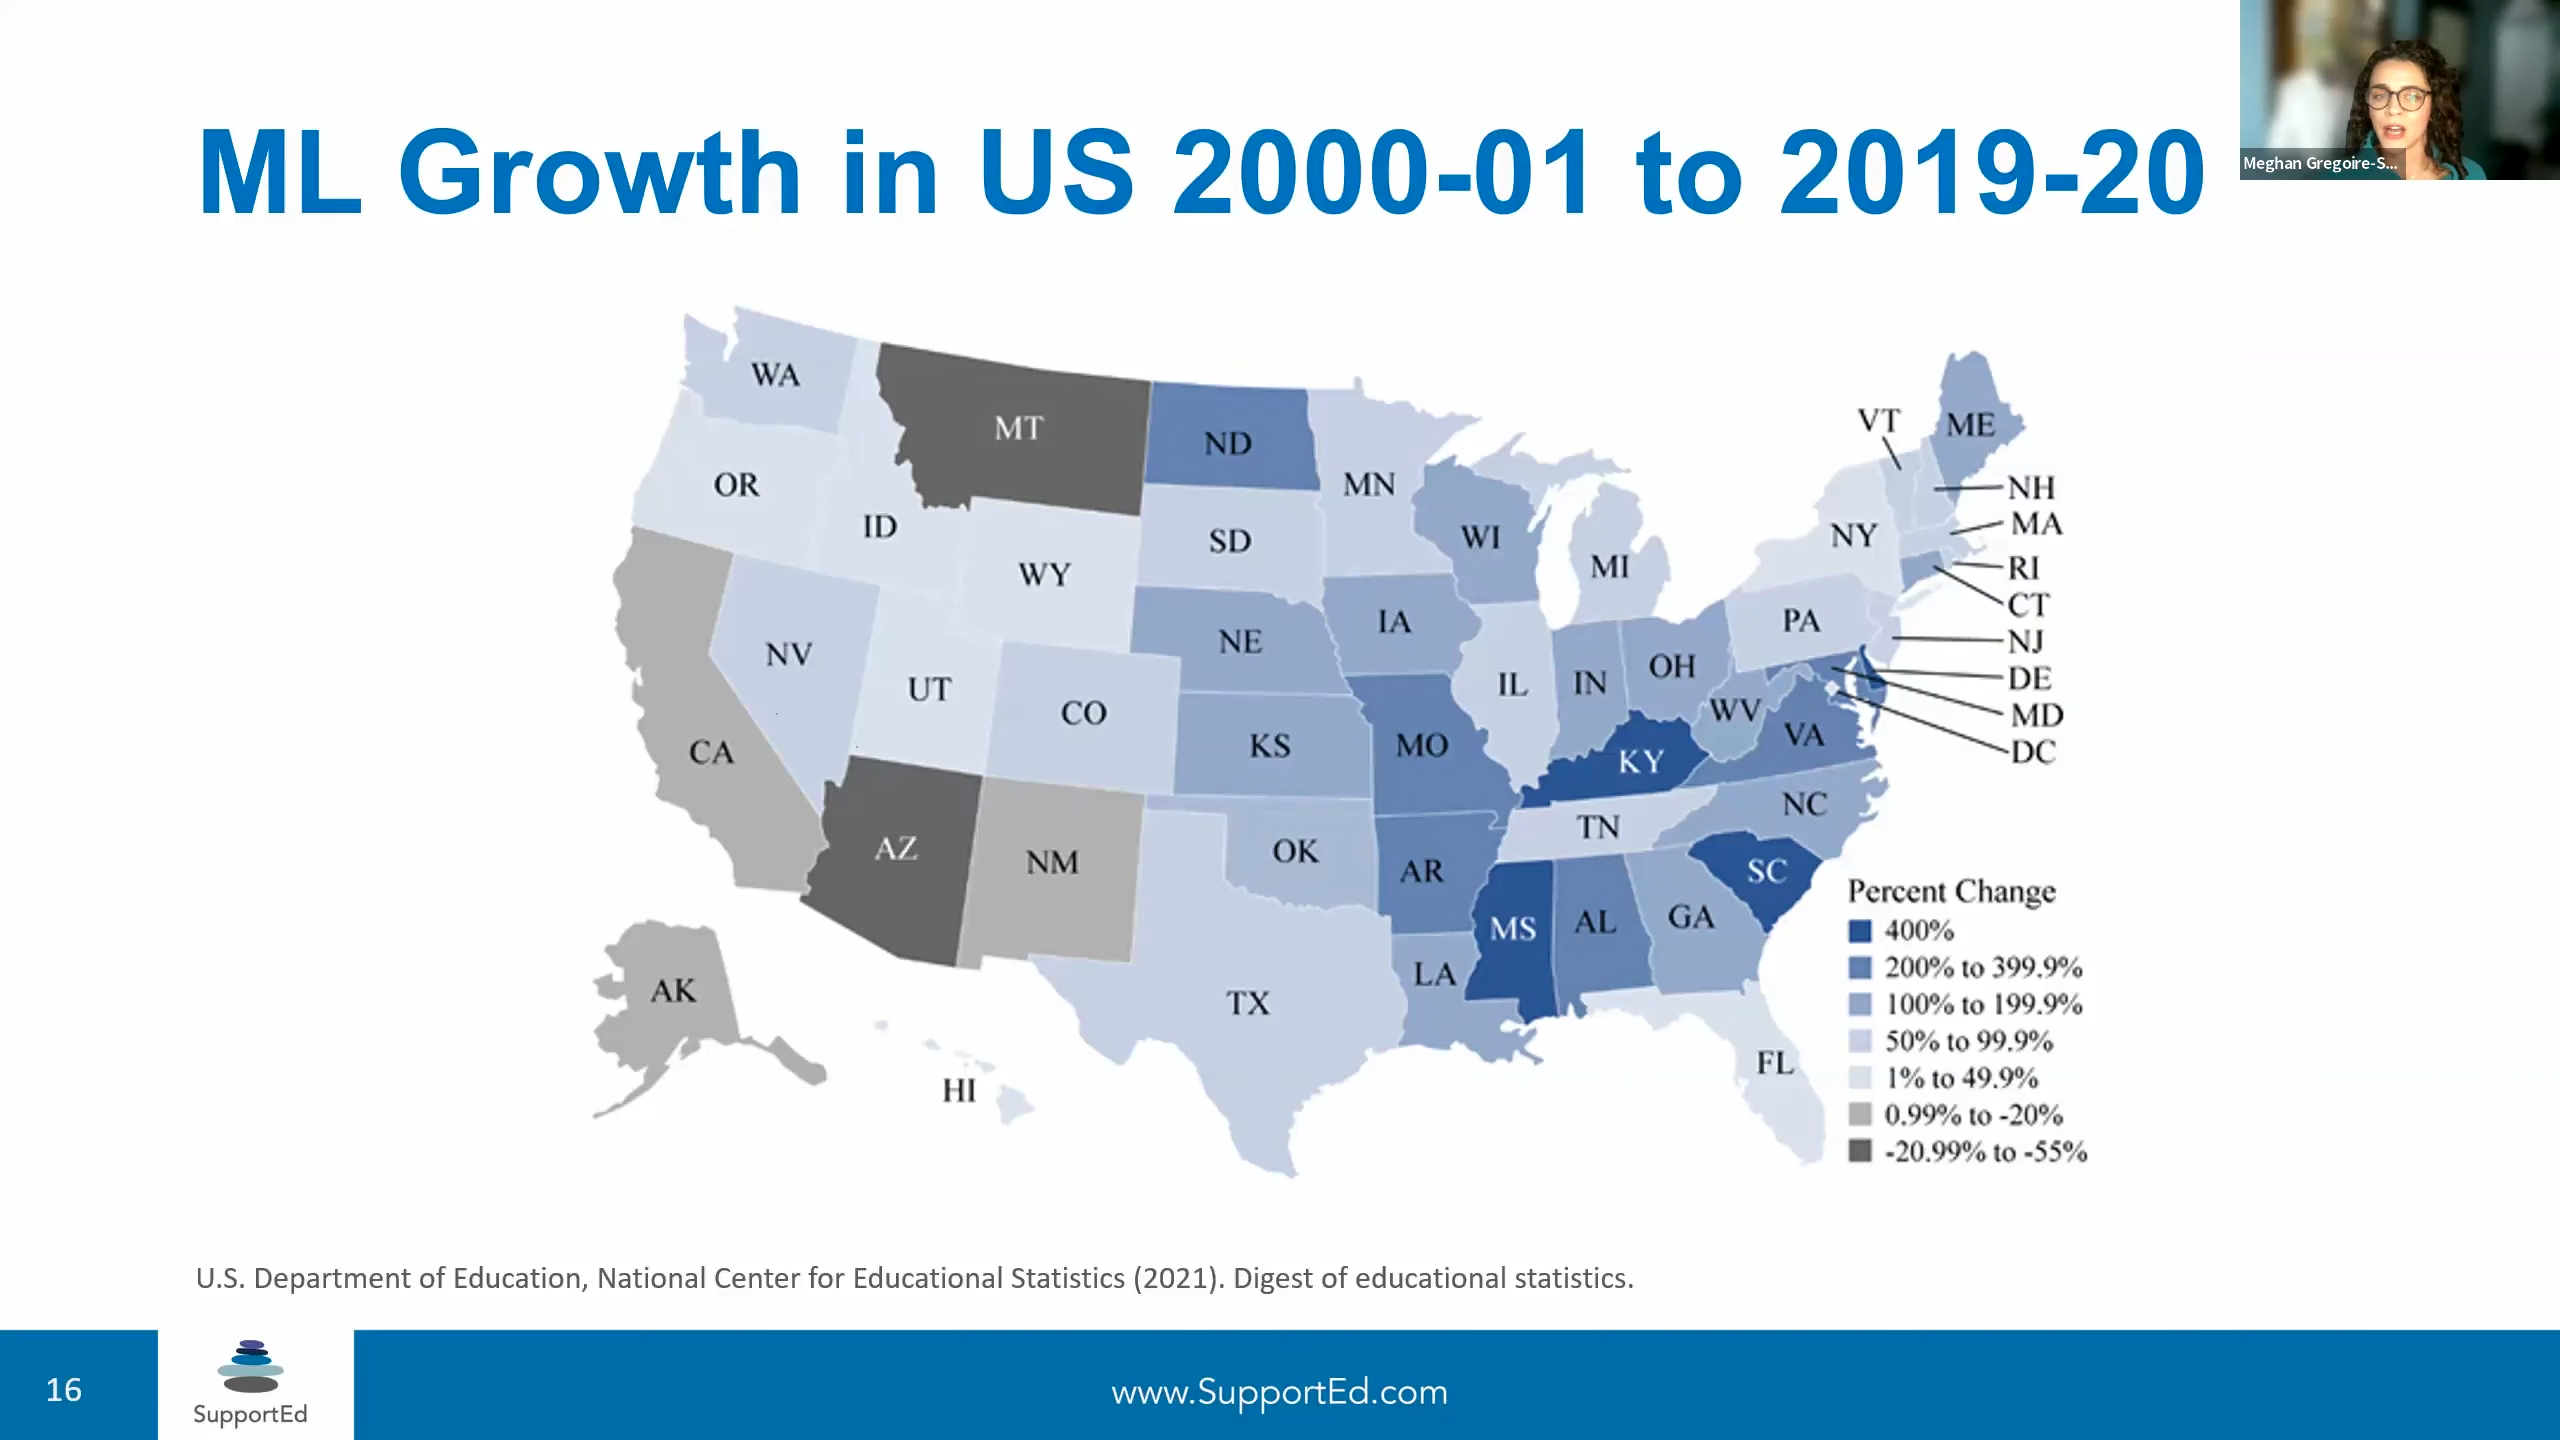 ML Growth in US 2000-01 to 2019-20
Meghan Gregoire-S...
WA
MT
ND
VT
ME
OR
MN
NH
ID
SD
WI
NY
MA
WY
MI
RI
CT
NE
IA
PA
NJ
NV
UT
IL
IN
OH
DE
CO
WV
MD
CA
KS
MO
KY
VA
DC
NC
TN
AZ
NM
OK
AR
SC
MS
AL
GA
LA
AK
TX
HI
FL
Percent Change
400%
200% to 399.9%
100% to 199.9%
50% to 99.9%
1% to 49.9%
0.99% to -20%
-20.99% to -55%
U.S. Department of Education, National Center for Educational Statistics (2021). Digest of educational statistics.
16
SupportEd
www.SupportEd.com